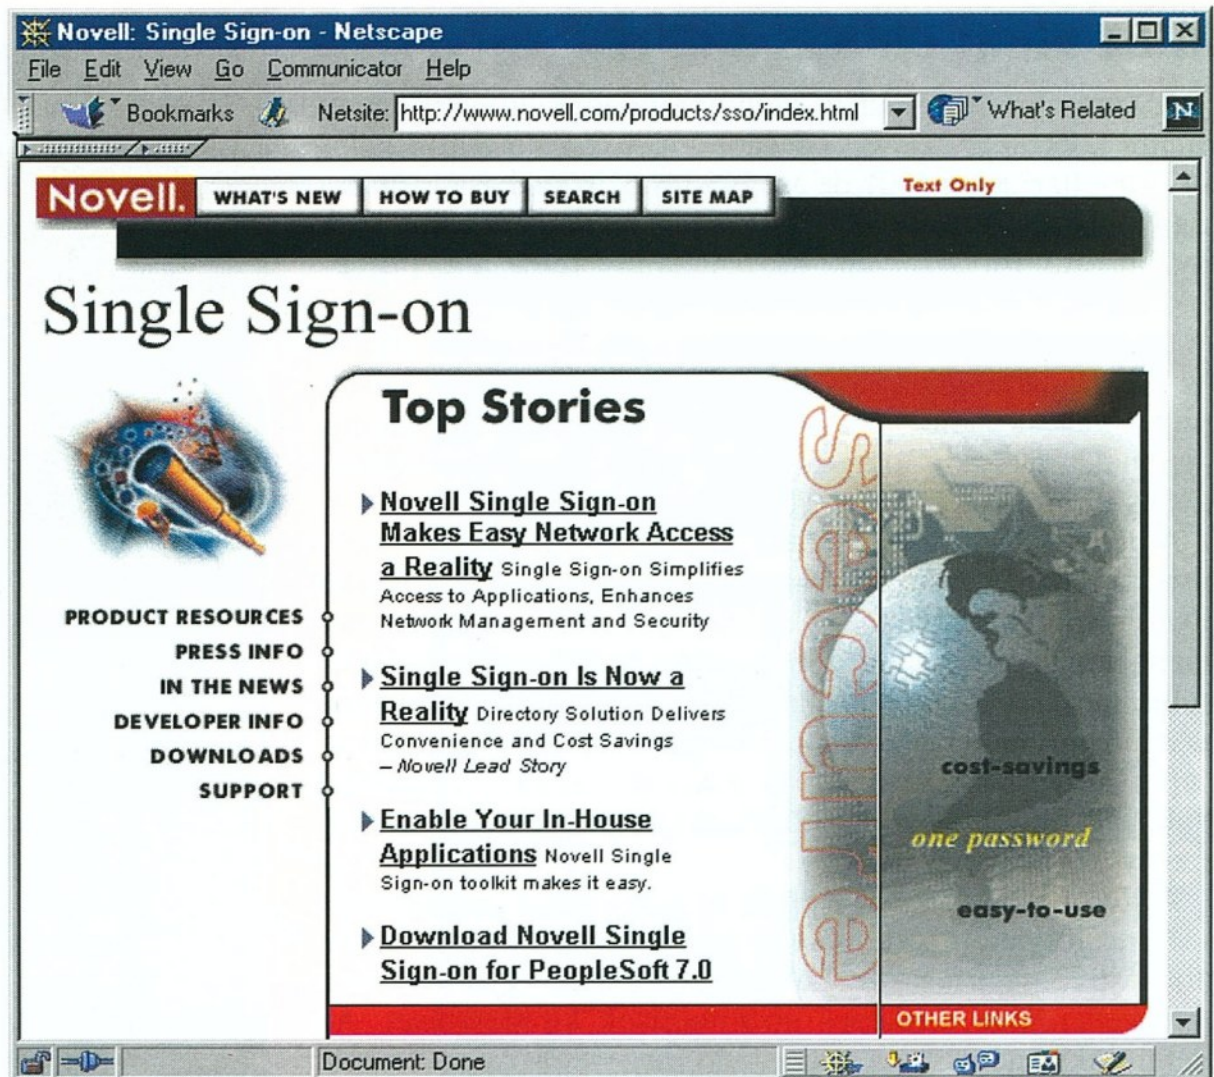 Novell: Single Sign-on - Netscape
File Edit View Go Communicator Help
Bookmarks Netsite: http://www.novell.com/products/sso/index.html What's Related N
Novell. WHAT'S NEW HOW TO BUY SEARCH SITE MAP Text Only
Single Sign-on
Top Stories
Novell Single Sign-on
Makes Easy Network Access
a Reality Single Sign-on Simplifies
Access to Applications, Enhances
Network Management and Security
Single Sign-on Is Now a
Reality Directory Solution Delivers
Convenience and Cost Savings
– Novell Lead Story
Enable Your In-House
Applications Novell Single
Sign-on toolkit makes it easy.
Download Novell Single
Sign-on for PeopleSoft 7.0
PRODUCT RESOURCES
PRESS INFO
IN THE NEWS
DEVELOPER INFO
DOWNLOADS
SUPPORT
secure
cost-savings
one password
easy-to-use
OTHER LINKS
Document: Done